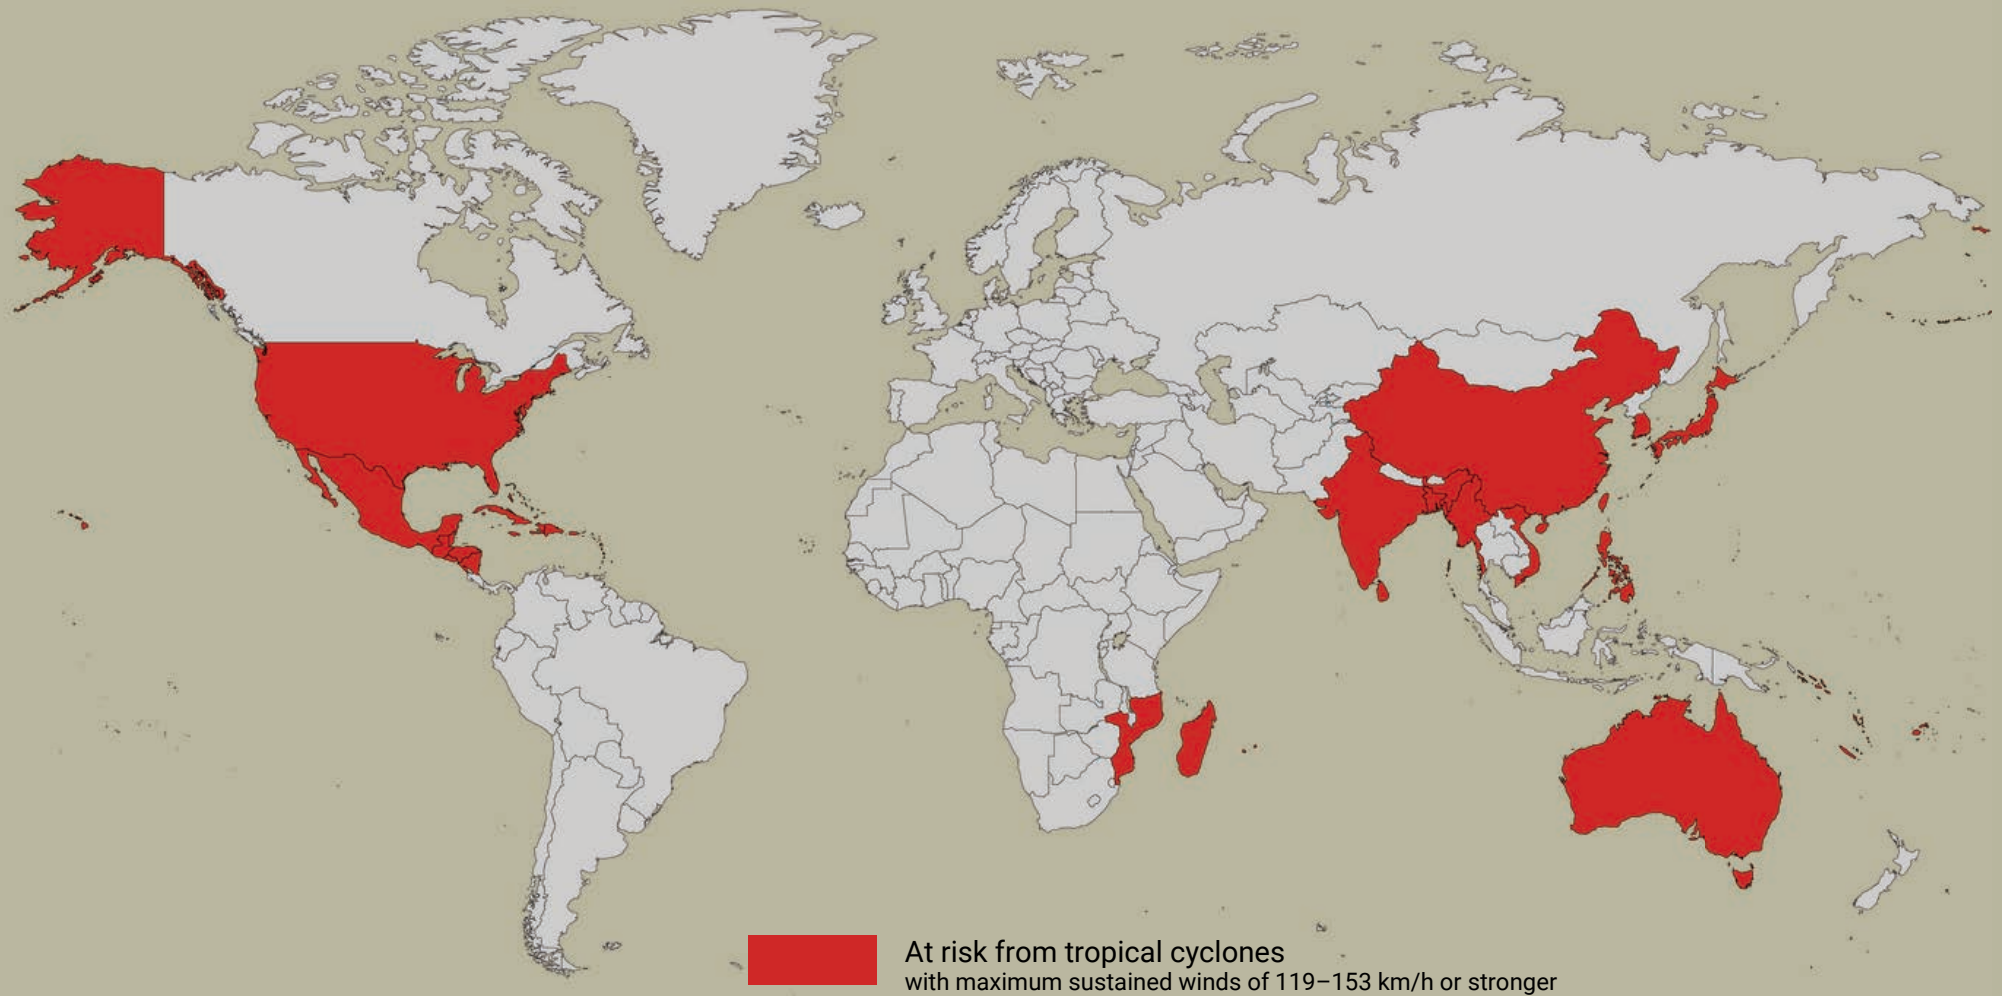 At risk from tropical cyclones
with maximum sustained winds of 119–153 km/h or stronger